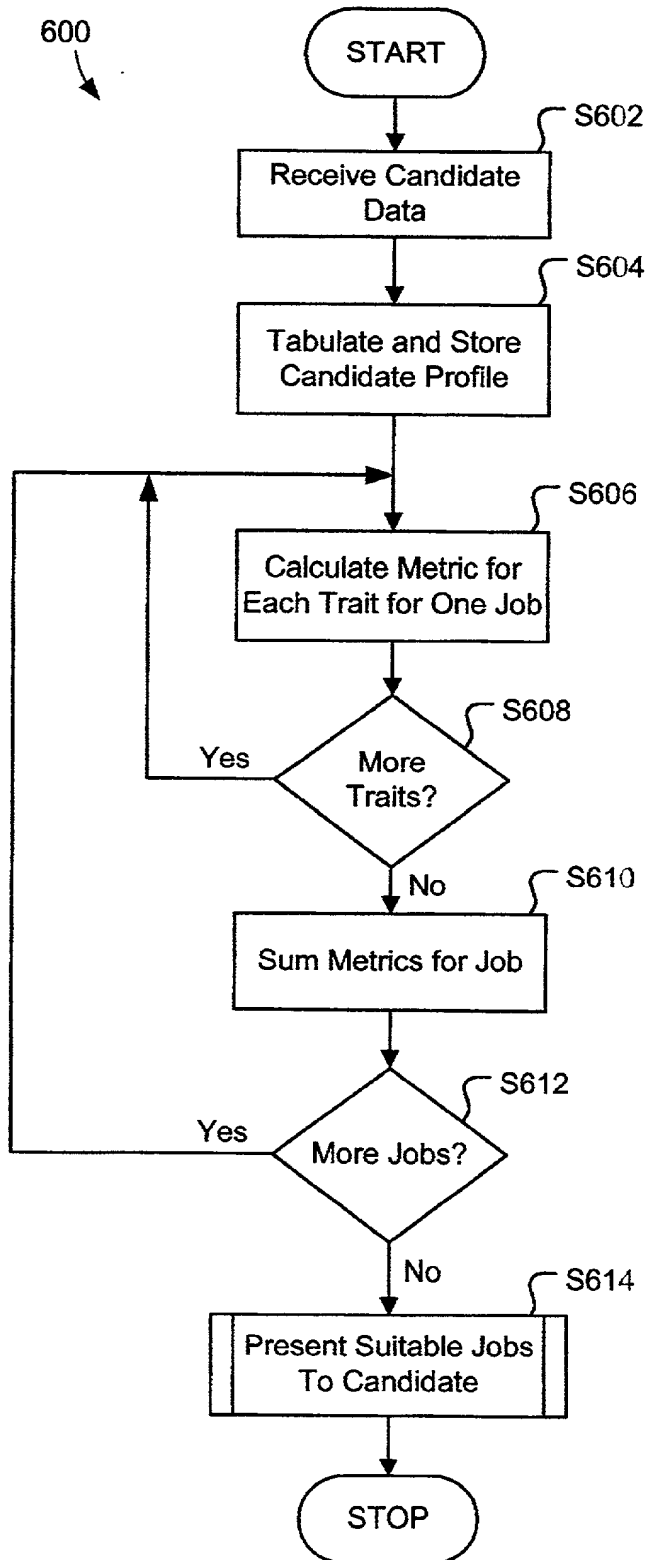 600
START
S602
Receive Candidate
Data
S604
Tabulate and Store
Candidate Profile
S606
Calculate Metric for
Each Trait for One Job
S608
Yes
More
Traits?
No
S610
Sum Metrics for Job
S612
Yes
More Jobs?
No
S614
Present Suitable Jobs
To Candidate
STOP